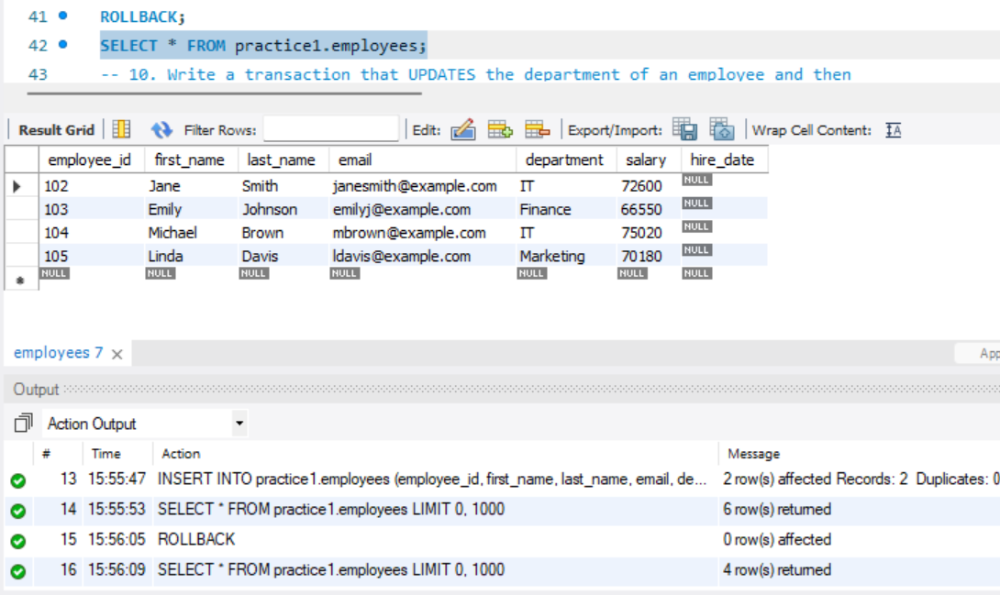 41 ROLLBACK;
42 SELECT * FROM practice1.employees;
43 -- 10. Write a transaction that UPDATES the department of an employee and then
Result Grid Filter Rows: Edit: Export/Import: Wrap Cell Content: IA
employee_id first_name last_name email department salary hire_date
102 Jane Smith janesmith@example.com IT 72600 NULL
103 Emily Johnson emilyj@example.com Finance 66550 NULL
104 Michael Brown mbrown@example.com IT 75020 NULL
105 Linda Davis ldavis@example.com Marketing 70180 NULL
NULL NULL NULL NULL NULL NULL NULL
employees 7 × App
Output
Action Output
# Time Action Message
13 15:55:47 INSERT INTO practice1.employees (employee_id, first_name, last_name, email, de... 2 row(s) affected Records: 2 Duplicates: 0
14 15:55:53 SELECT * FROM practice1.employees LIMIT 0, 1000 6 row(s) returned
15 15:56:05 ROLLBACK 0 row(s) affected
16 15:56:09 SELECT * FROM practice1.employees LIMIT 0, 1000 4 row(s) returned